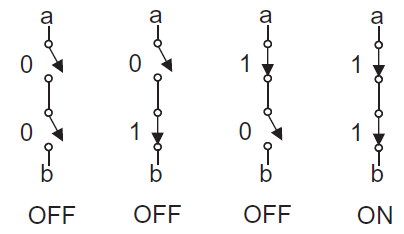 a a a a
0 0 1 1
0 1 0 1
b b b b
OFF OFF OFF ON